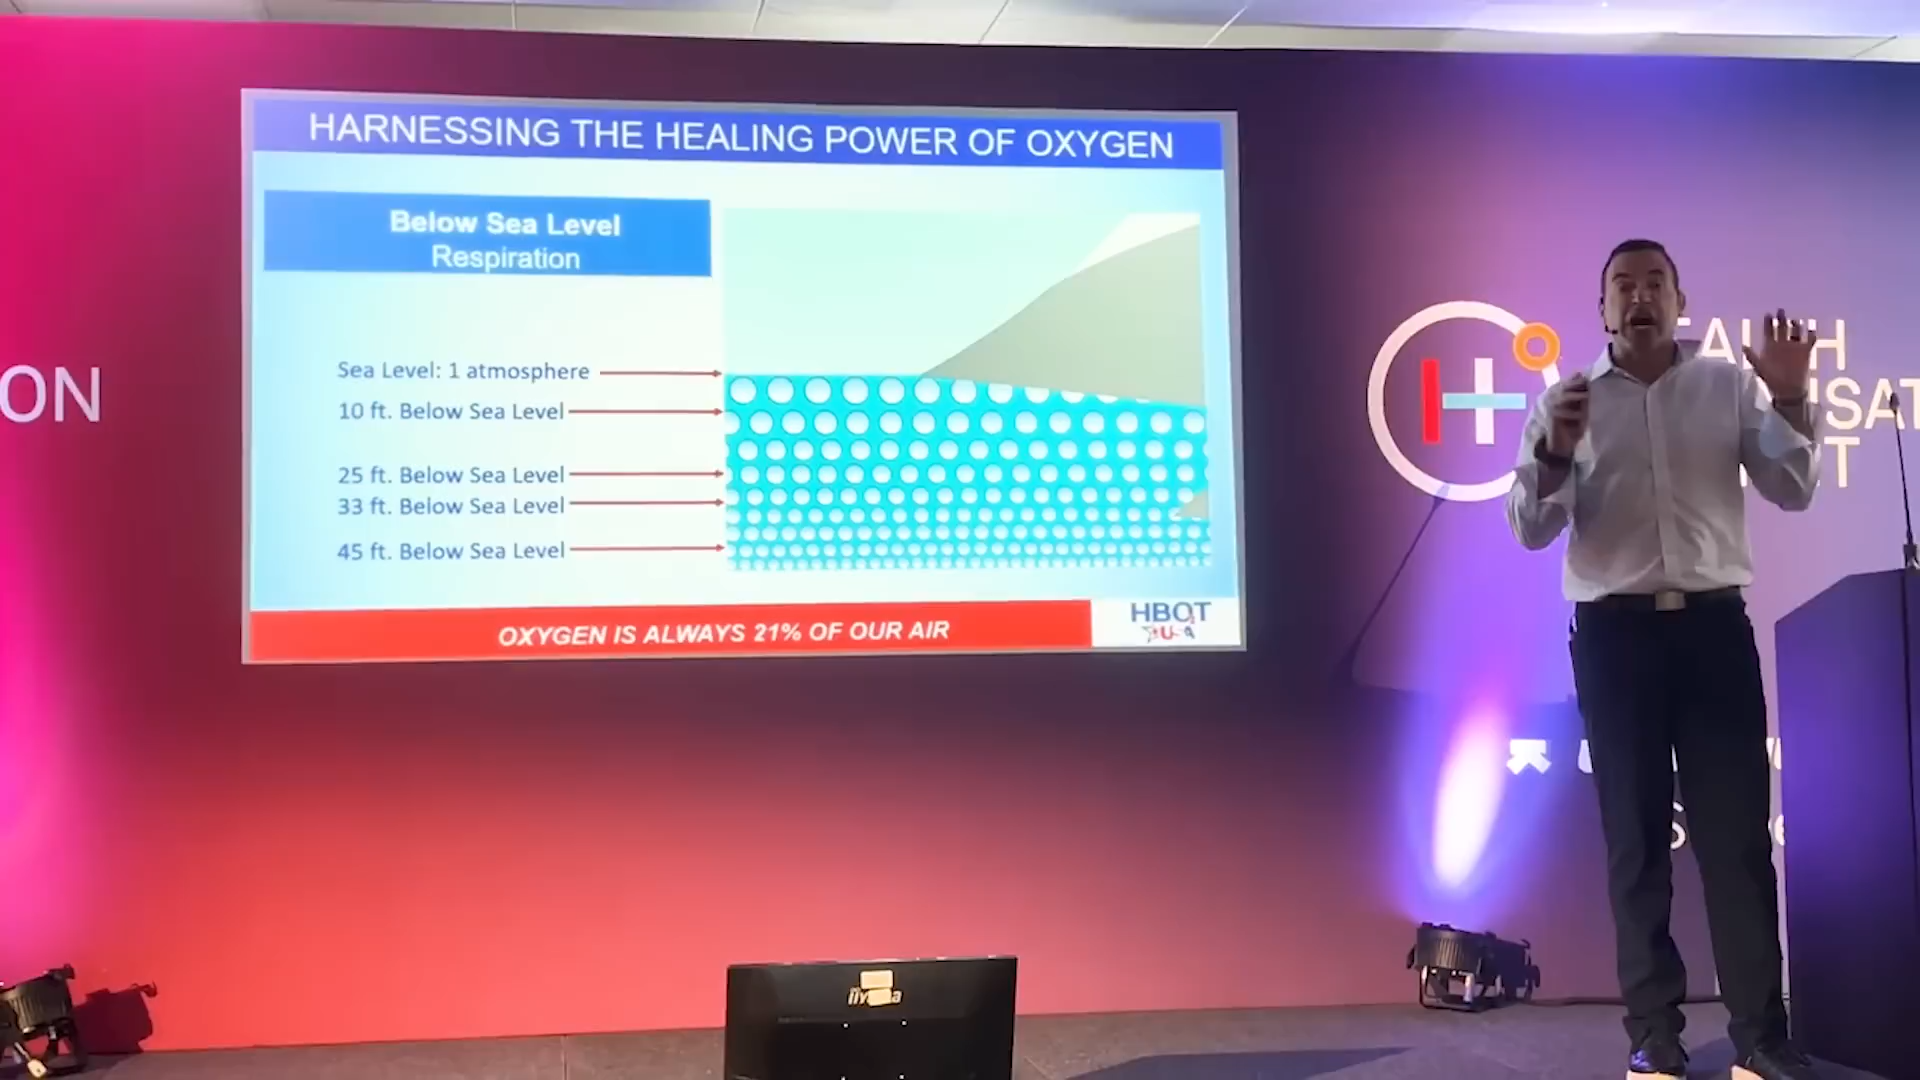 HARNESSING THE HEALING POWER OF OXYGEN
Below Sea Level
Respiration
Sea Level: 1 atmosphere
10 ft. Below Sea Level
25 ft. Below Sea Level
33 ft. Below Sea Level
45 ft. Below Sea Level
OXYGEN IS ALWAYS 21% OF OUR AIR
HBOT
USA
ON
H